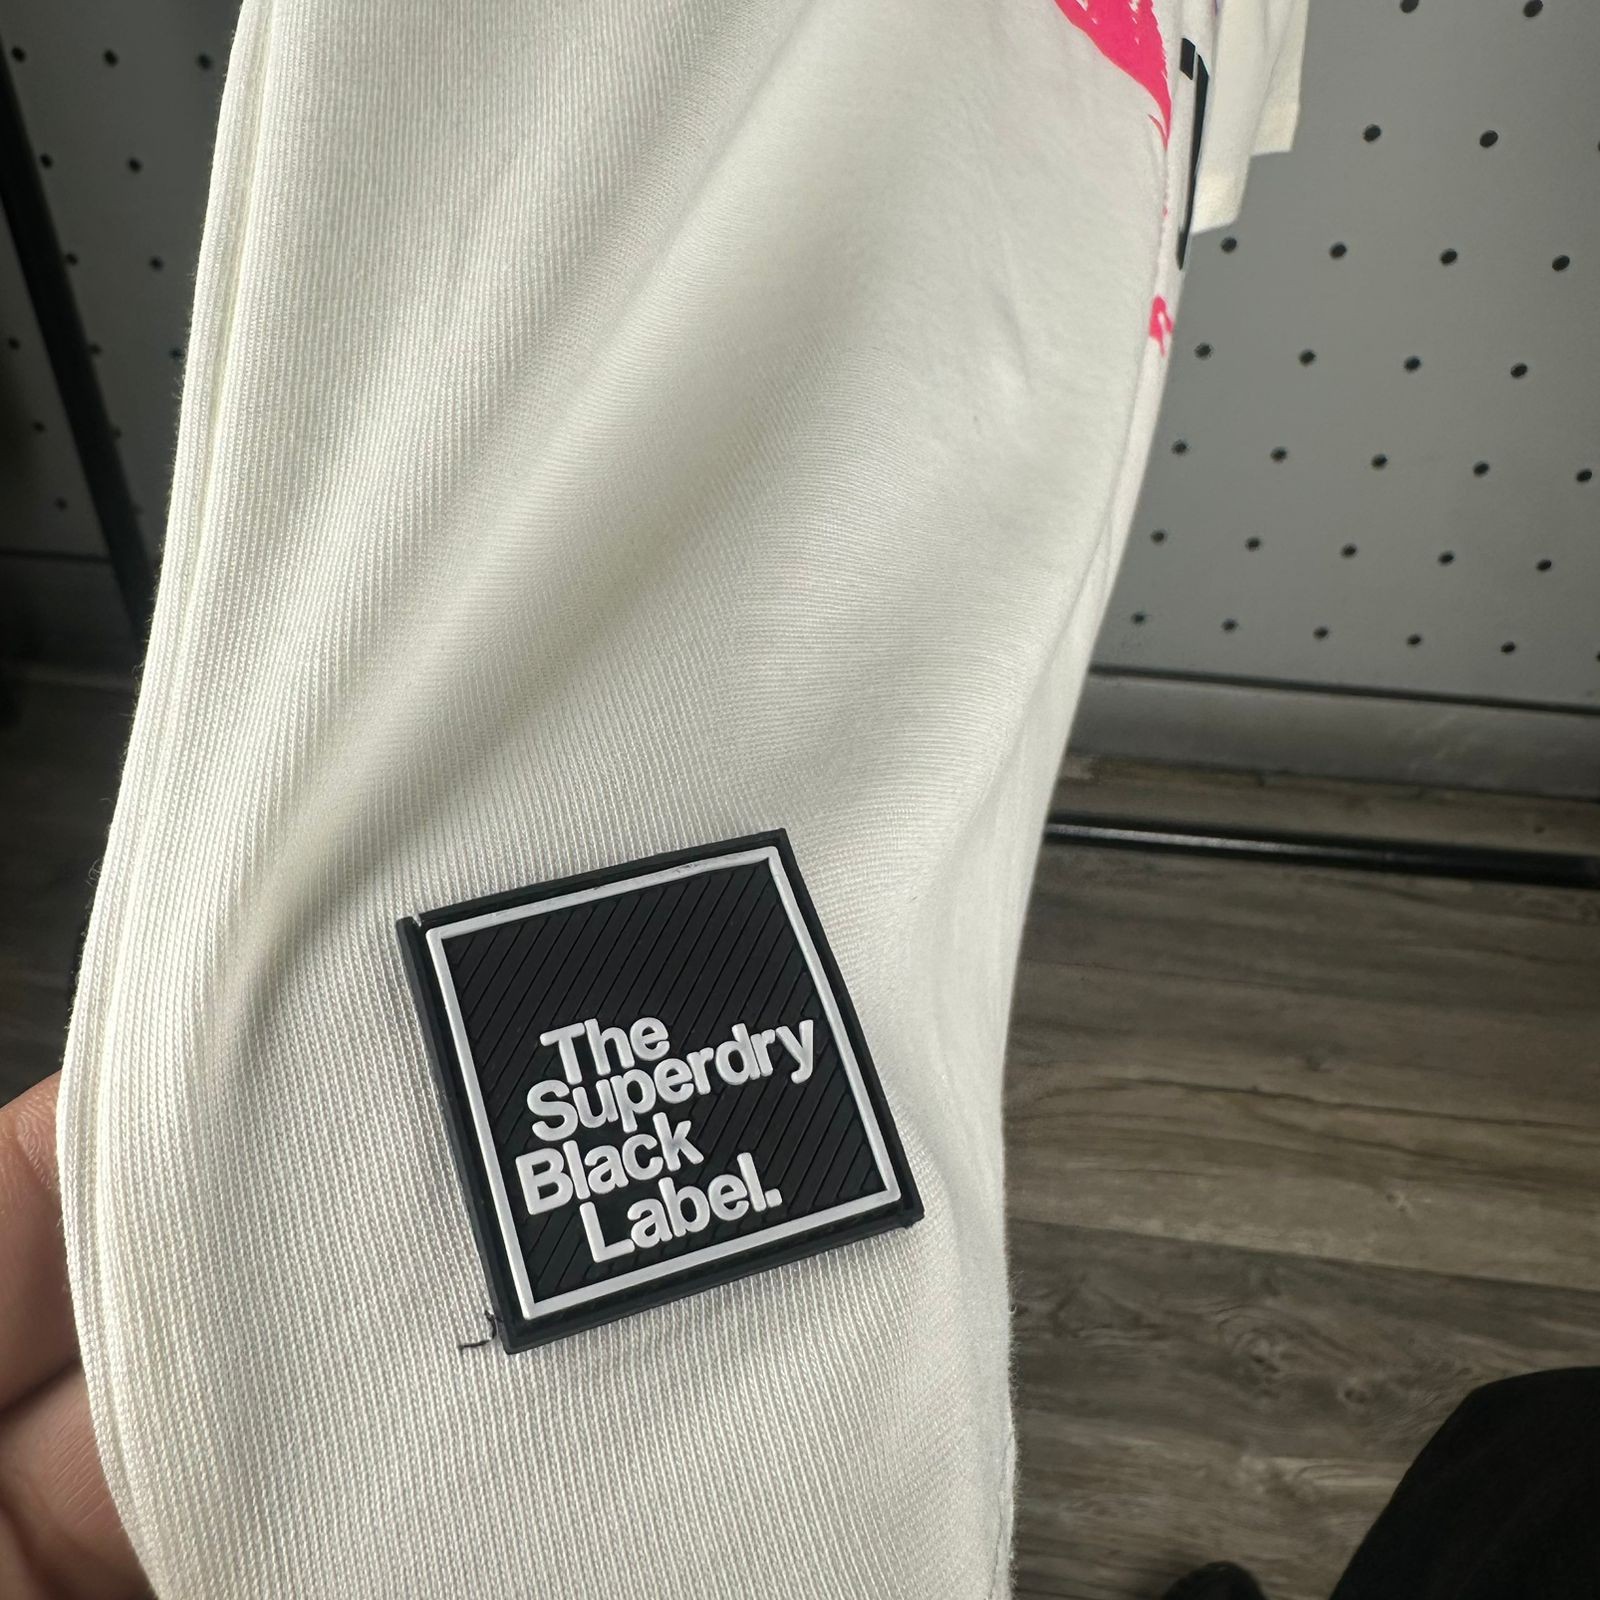 The
Superdry
Black
Label.